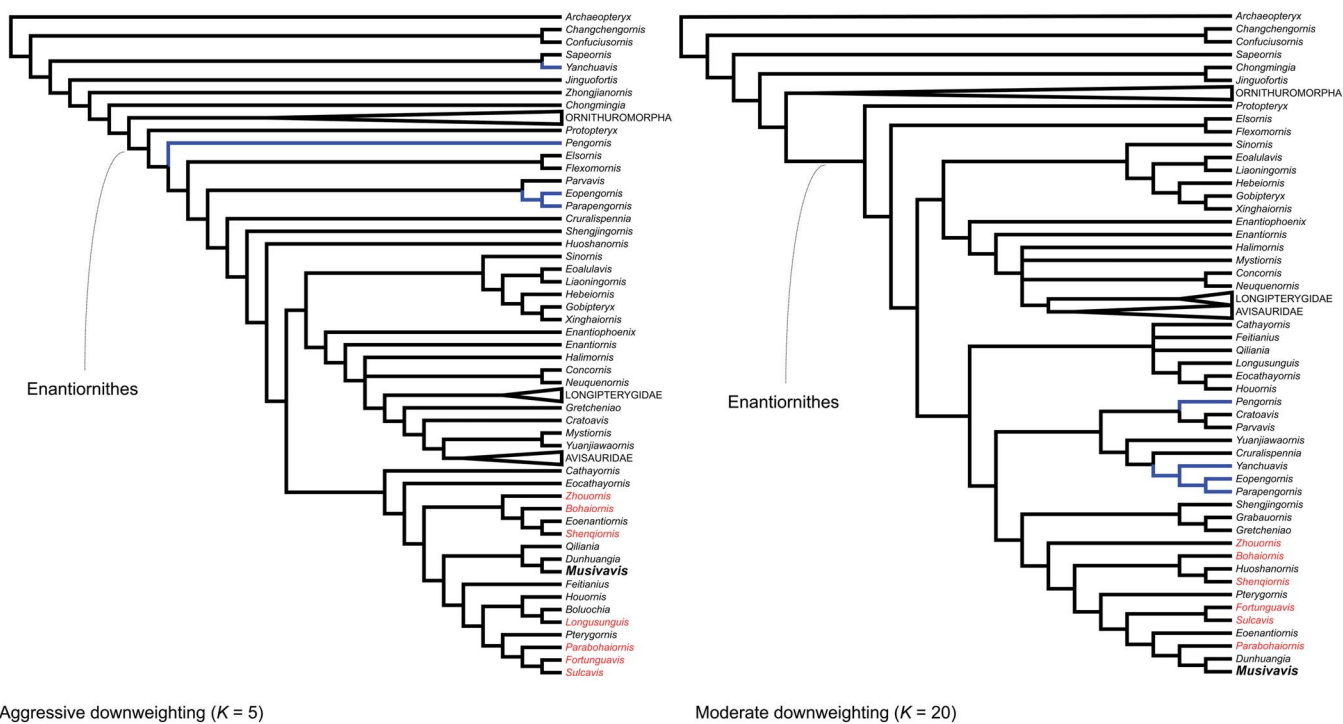 Archaeopteryx
Changchengornis
Confuciusornis
Sapeornis
Yanchuavis
Jinguofortis
Zhongjianornis
Chongmingia
ORNITHUROMORPHA
Protopteryx
Pengornis
Elsornis
Flexomornis
Parvavis
Eopengornis
Parapengornis
Cruralispennia
Shengjingornis
Huoshanornis
Sinornis
Eoalulavis
Liaoningornis
Hebeiornis
Gobipteryx
Xinghaiornis
Enantiophoenix
Enantiornis
Halimornis
Concornis
Neuquenornis
LONGIPTERYGIDAE
Gretcheniao
Cratoavis
Mystiornis
Yuanjiawaornis
AVISAURIDAE
Cathayornis
Eocathayornis
Zhouornis
Bohaiornis
Eoenantiornis
Shenqiornis
Qiliania
Dunhuangia
Musivavis
Feitianius
Houornis
Boluochia
Longusunguis
Pterygornis
Parabohaiornis
Fortunguavis
Sulcavis
Enantiornithes
Aggressive downweighting (K = 5)
Archaeopteryx
Changchengornis
Confuciusornis
Sapeornis
Chongmingia
Jinguofortis
ORNITHUROMORPHA
Protopteryx
Elsornis
Flexomornis
Sinornis
Eoalulavis
Liaoningornis
Hebeiornis
Gobipteryx
Xinghaiornis
Enantiophoenix
Enantiornis
Halimornis
Mystiornis
Concornis
Neuquenornis
LONGIPTERYGIDAE
AVISAURIDAE
Cathayornis
Feitianius
Qiliania
Longusunguis
Eocathayornis
Houornis
Pengornis
Cratoavis
Parvavis
Yuanjiawaornis
Cruralispennia
Yanchuavis
Eopengornis
Parapengornis
Shengjingornis
Grabauornis
Gretcheniao
Zhouornis
Bohaiornis
Huoshanornis
Shenqiornis
Pterygornis
Fortunguavis
Sulcavis
Eoenantiornis
Parabohaiornis
Dunhuangia
Musivavis
Enantiornithes
Moderate downweighting (K = 20)